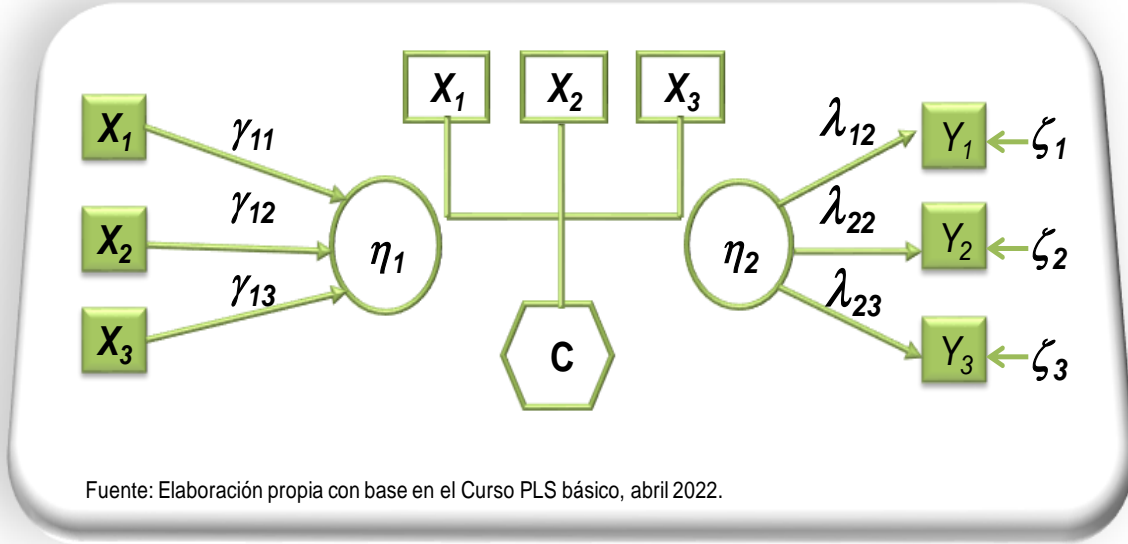 X₁ X₂ X₃
X₁ γ₁₁ λ₁₂ Y₁ ζ₁
γ₁₂ λ₂₂
X₂ η₁ η₂ Y₂ ζ₂
γ₁₃ λ₂₃
X₃ C Y₃ ζ₃
Fuente: Elaboración propia con base en el Curso PLS básico, abril 2022.